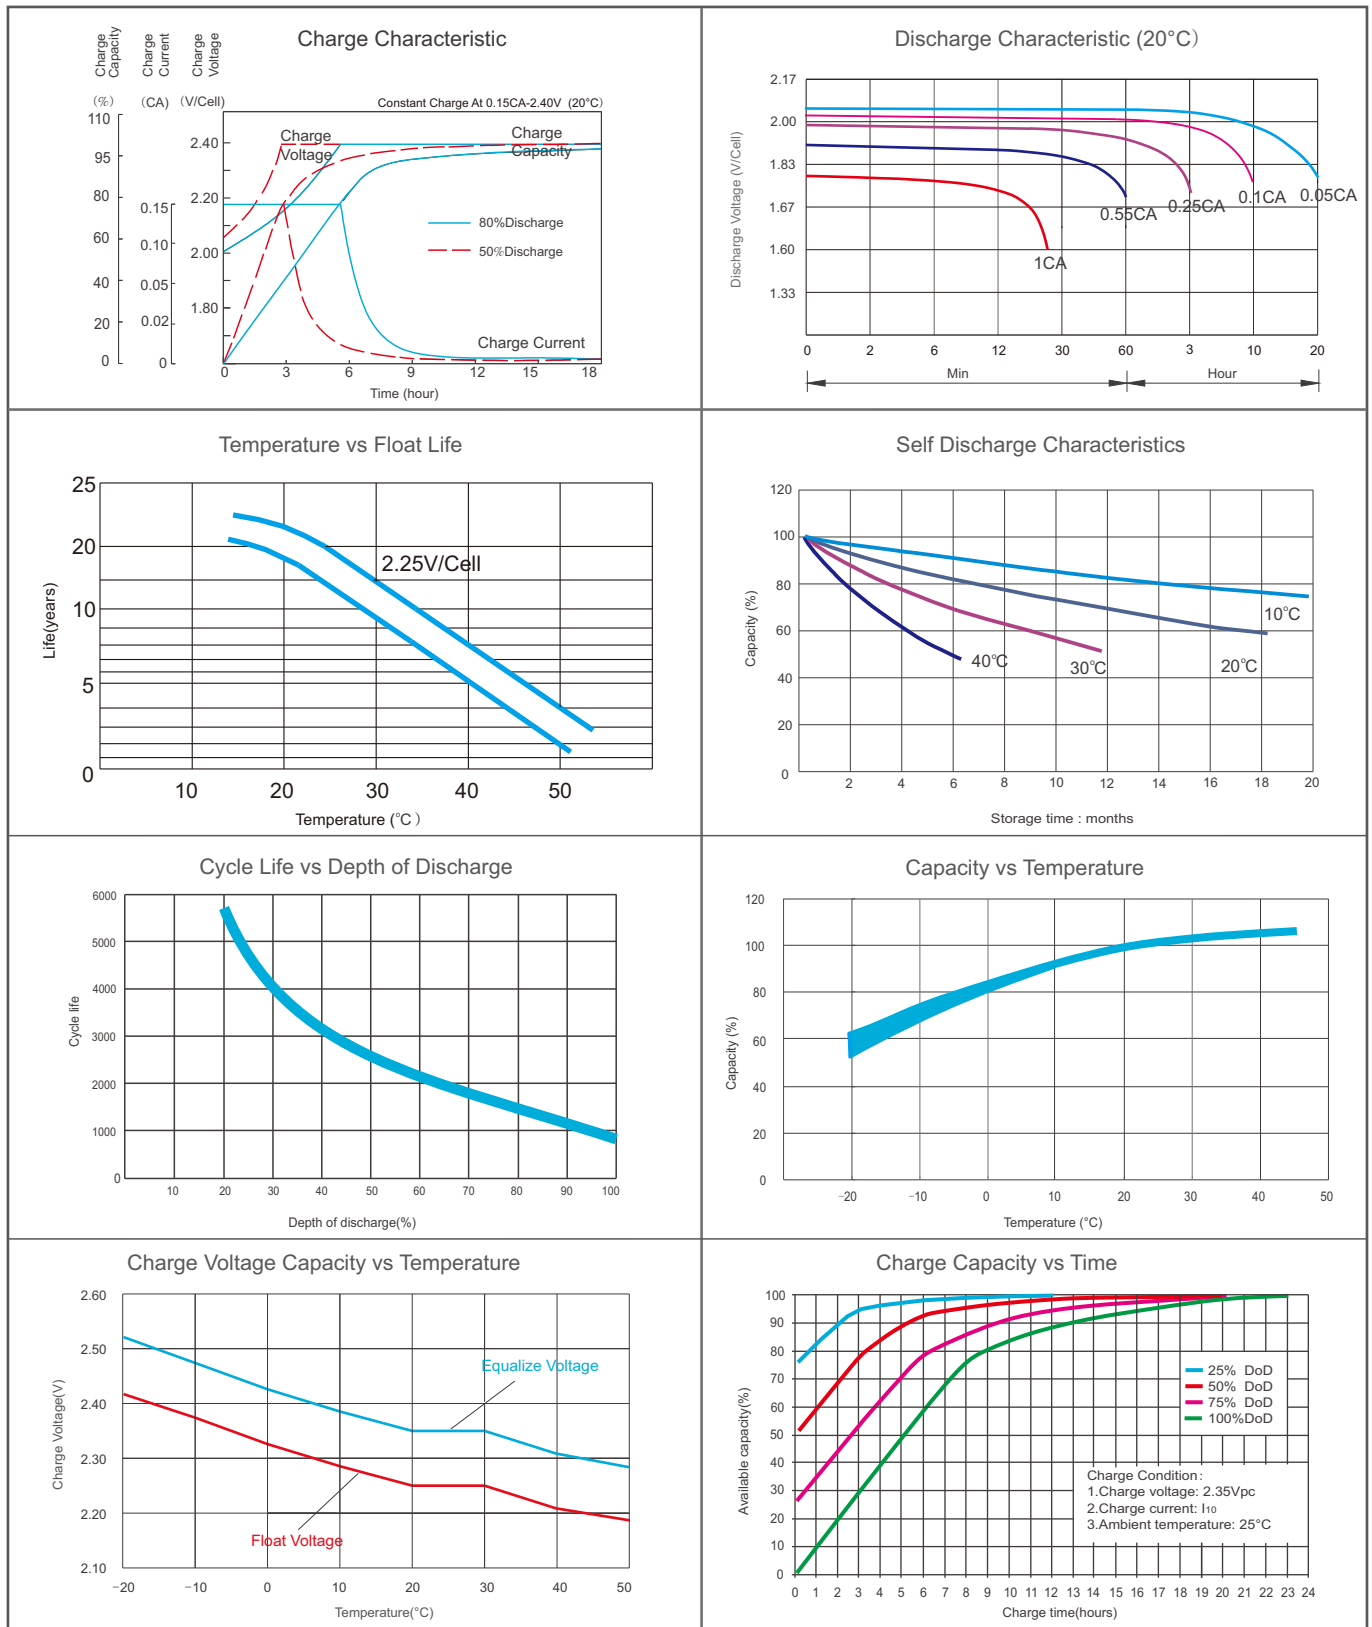 Charge Characteristic
Charge Capacity
Charge Current
Charge Voltage
(%) (CA) (V/Cell)
Constant Charge At 0.15CA-2.40V (20°C)
110
95
80
60
40
20
0
0.15
0.10
0.05
0.02
0
2.40
2.20
2.00
1.80
Charge
Voltage
Charge
Capacity
80%Discharge
50%Discharge
Charge Current
0 3 6 9 12 15 18
Time (hour)
Discharge Characteristic (20°C)
Discharge Voltage (V/Cell)
2.17
2.00
1.83
1.67
1.60
1.33
0.05CA
0.1CA
0.25CA
0.55CA
1CA
0 2 6 12 30 60 3 10 20
Min Hour
Temperature vs Float Life
Life(years)
25
20
10
5
0
2.25V/Cell
10 20 30 40 50
Temperature (°C )
Self Discharge Characteristics
Capacity (%)
120
100
80
60
40
20
0
10°C
20°C
30°C
40°C
2 4 6 8 10 12 14 16 18 20
Storage time : months
Cycle Life vs Depth of Discharge
Cycle life
6000
5000
4000
3000
2000
1000
0
10 20 30 40 50 60 70 80 90 100
Depth of discharge(%)
Capacity vs Temperature
Capacity (%)
120
100
80
60
40
20
0
-20 -10 0 10 20 30 40 50
Temperature (°C)
Charge Voltage Capacity vs Temperature
Charge Voltage(V)
2.60
2.50
2.40
2.30
2.20
2.10
Equalize Voltage
Float Voltage
-20 -10 0 10 20 30 40 50
Temperature(°C)
Charge Capacity vs Time
Available capacity(%)
100
90
80
70
60
50
40
30
20
10
0
25% DoD
50% DoD
75% DoD
100%DoD
Charge Condition :
1.Charge voltage: 2.35Vpc
2.Charge current: I10
3.Ambient temperature: 25°C
0 1 2 3 4 5 6 7 8 9 10 11 12 13 14 15 16 17 18 19 20 21 22 23 24
Charge time(hours)